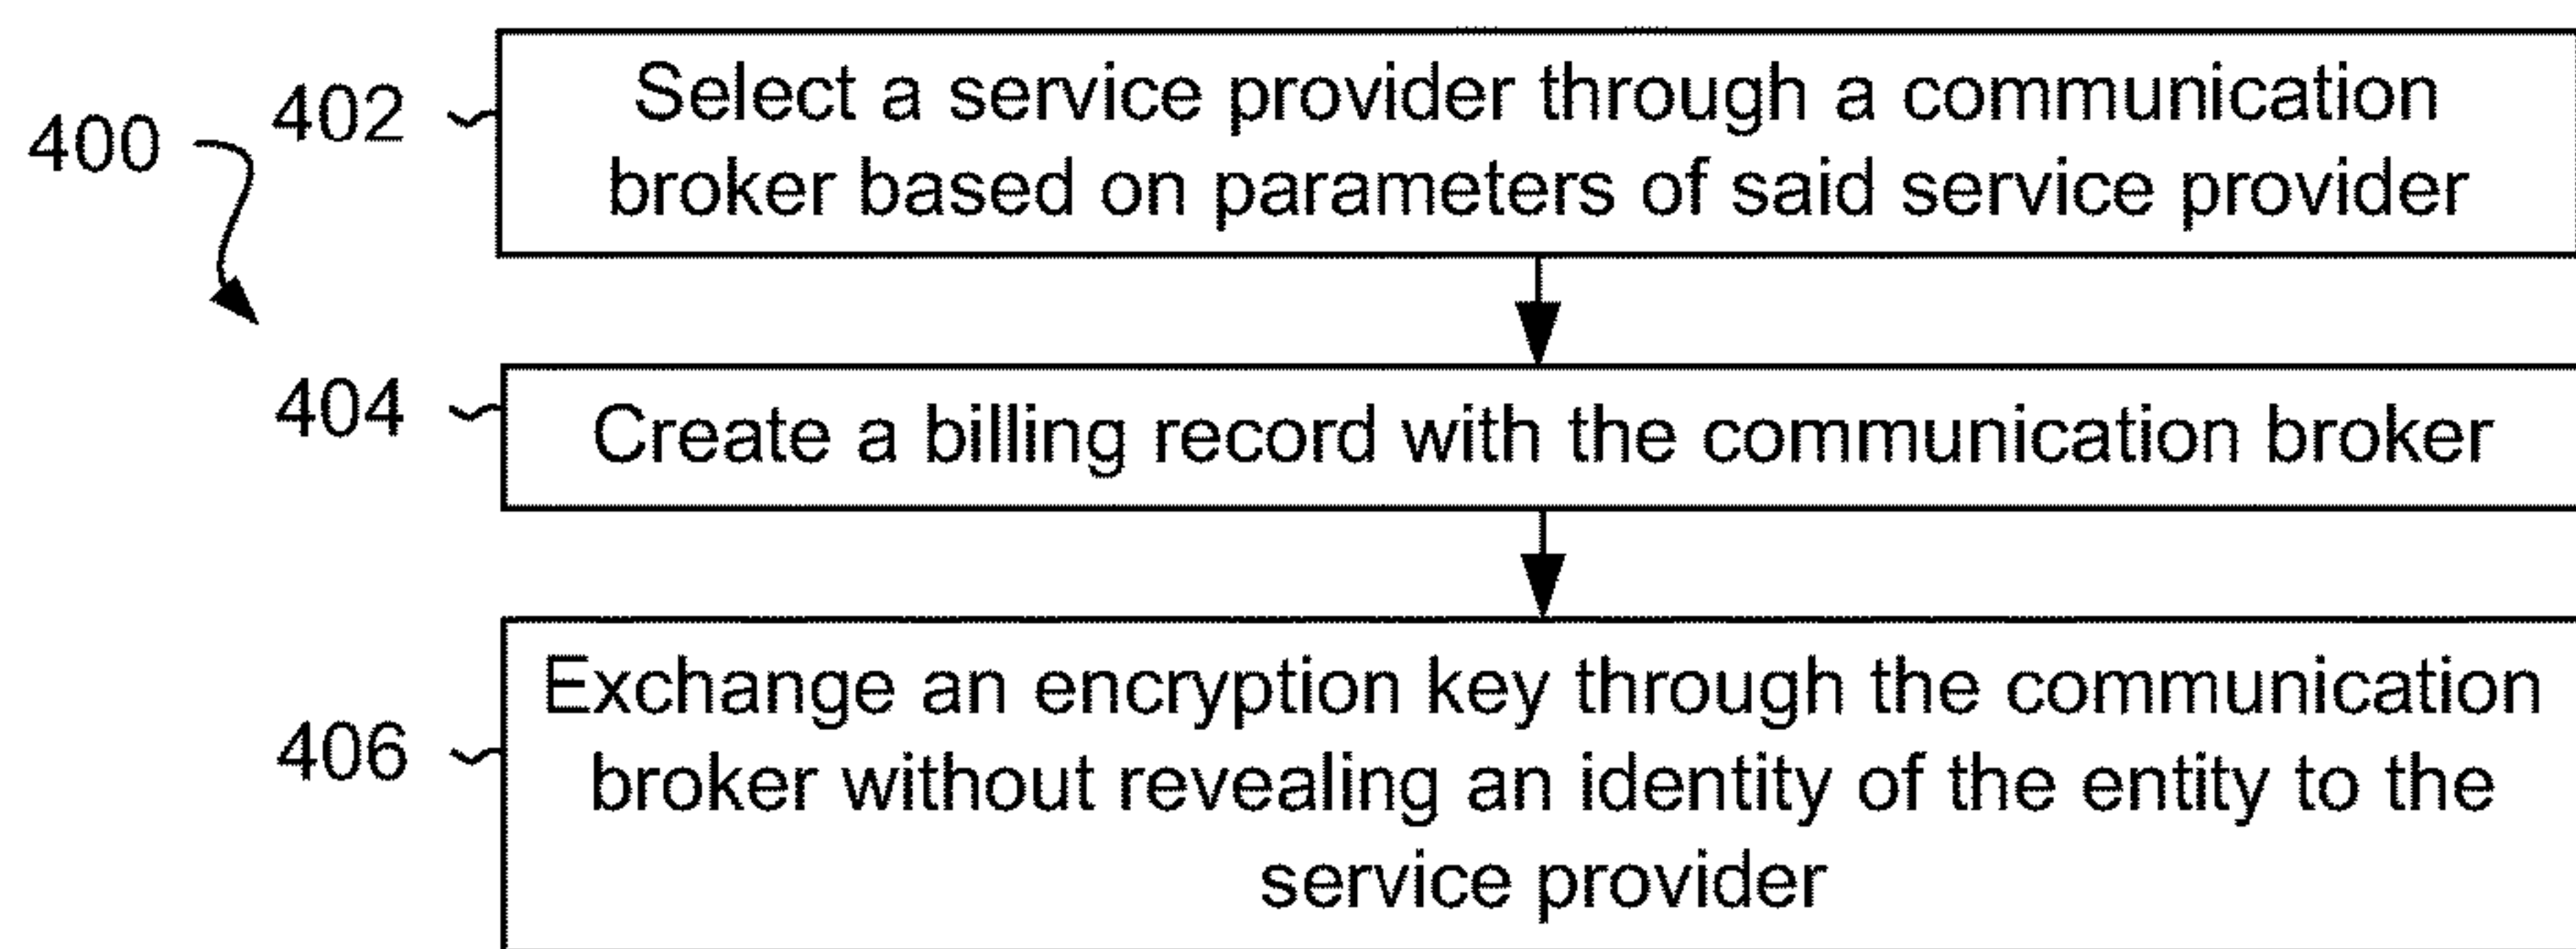 400
402
Select a service provider through a communication
broker based on parameters of said service provider
404
Create a billing record with the communication broker
406
Exchange an encryption key through the communication
broker without revealing an identity of the entity to the
service provider